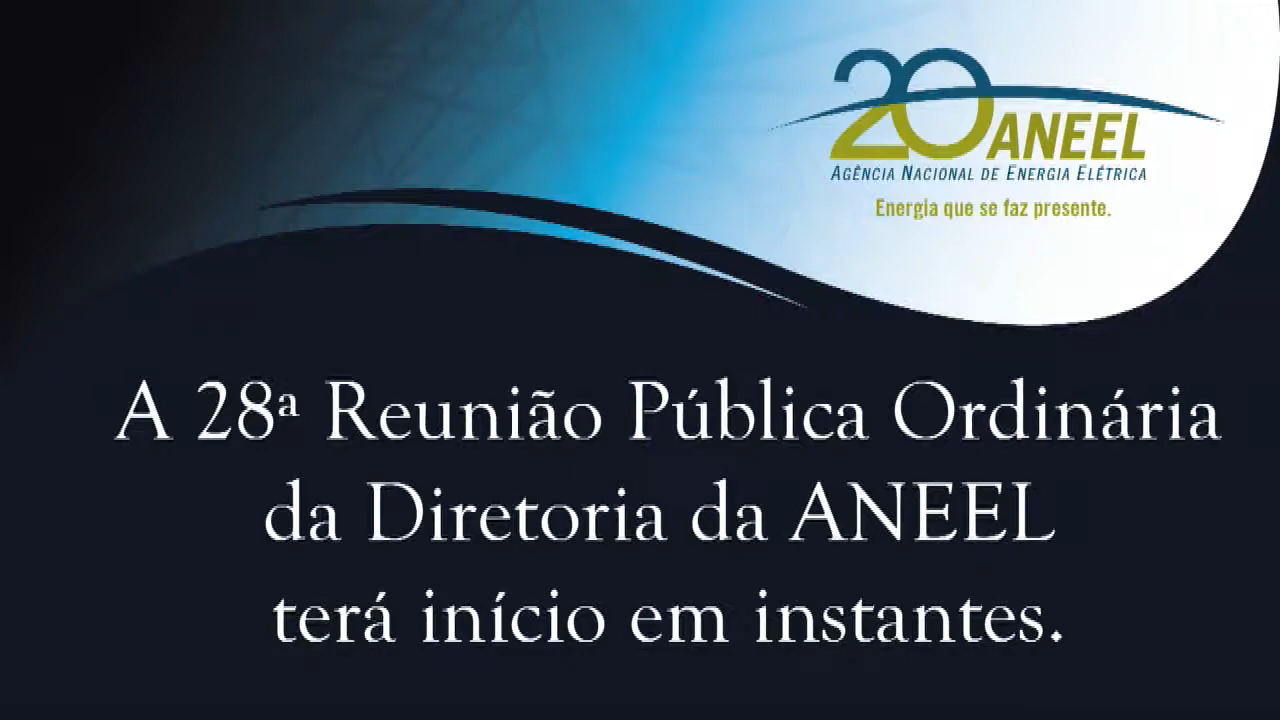 20 ANEEL
AGÊNCIA NACIONAL DE ENERGIA ELÉTRICA
Energia que se faz presente.
A 28ª Reunião Pública Ordinária
da Diretoria da ANEEL
terá início em instantes.